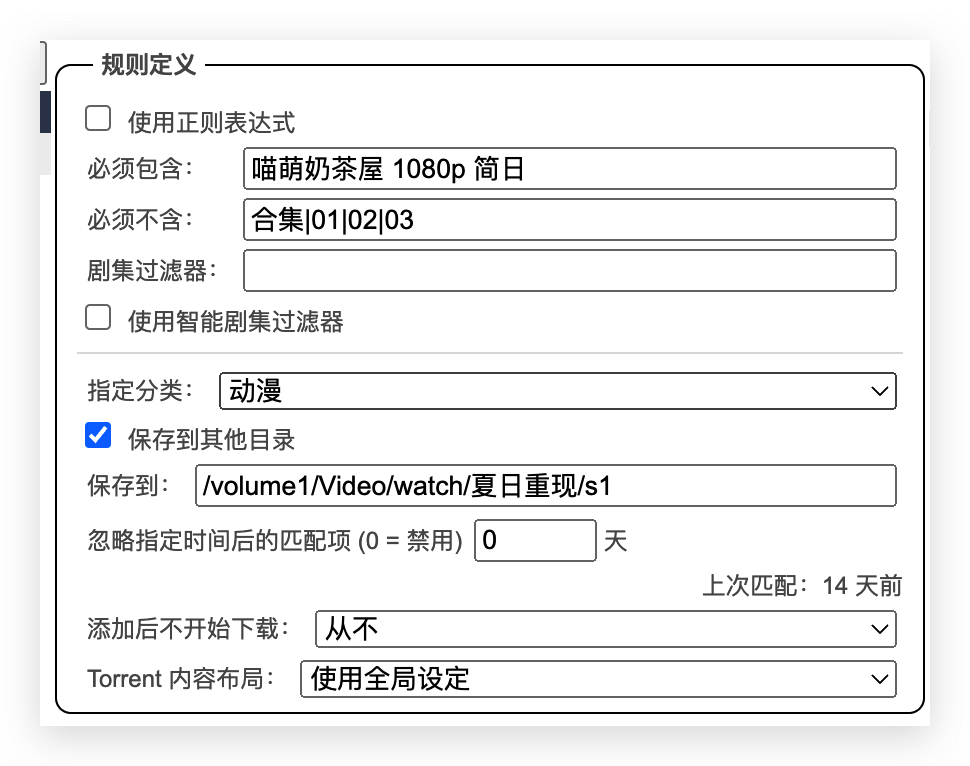 规则定义
使用正则表达式
必须包含： 喵萌奶茶屋 1080p 简日
必须不含： 合集|01|02|03
剧集过滤器：
使用智能剧集过滤器
指定分类： 动漫
保存到其他目录
保存到： /volume1/Video/watch/夏日重现/s1
忽略指定时间后的匹配项 (0 = 禁用) 0 天
上次匹配：14 天前
添加后不开始下载： 从不
Torrent 内容布局： 使用全局设定